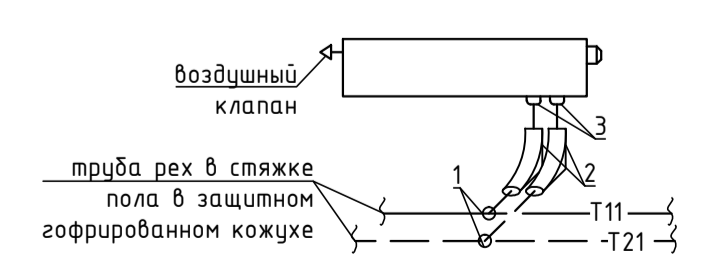 воздушный
клапан
3
труба pex в стяжке
1
2
пола в защитном
T11
гофрированном кожухе
T21